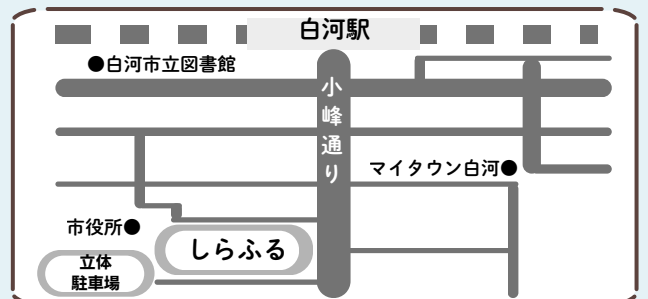 白河駅
●白河市立図書館
小峰通り
マイタウン白河●
市役所●
しらふる
立体
駐車場